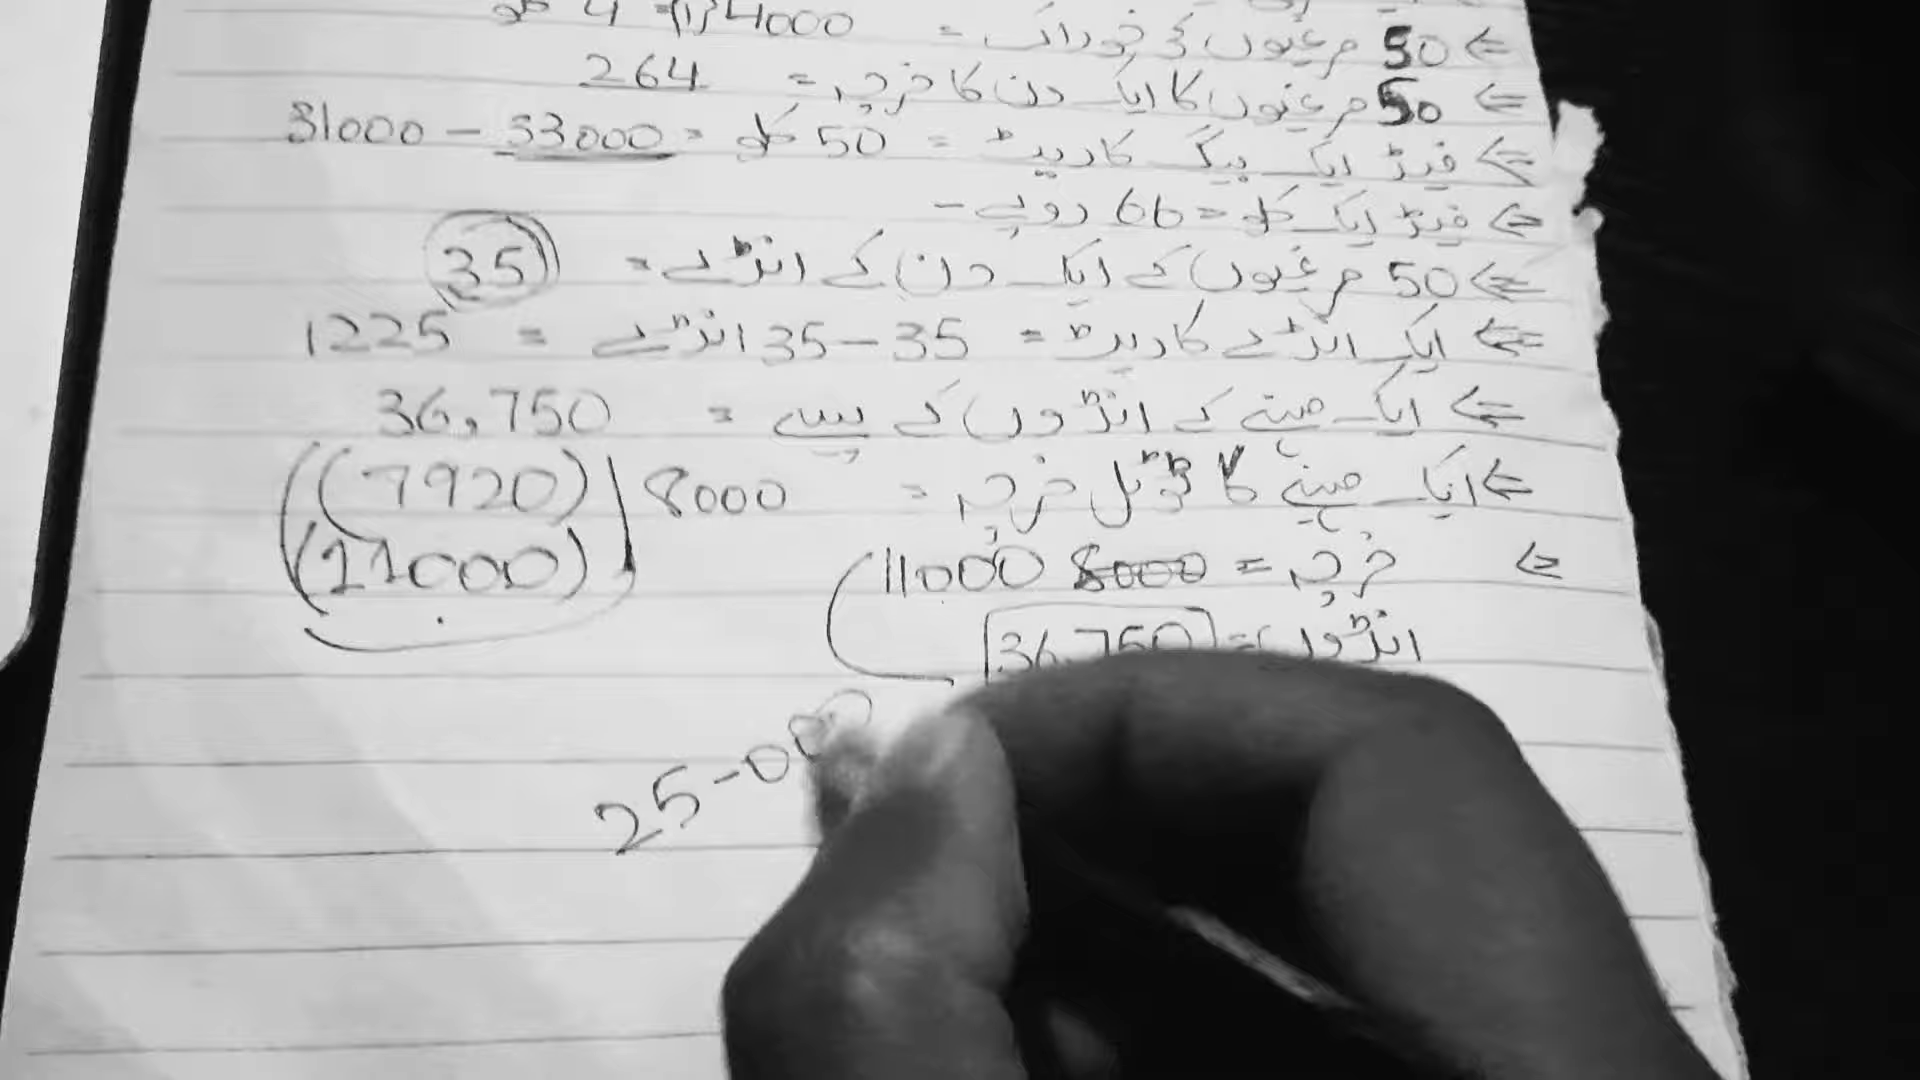 50 مرغیوں کی خوراک = 4000
50 مرغیوں کا ایک دن کا خرچہ = 264
فیڈ ایک بیگ کا ریٹ = 50 کلو = 33000 - 31000
فیڈ ایک کلو = 66 روپے -
50 مرغیوں کے ایک دن کے انڈے = 35
ایک انڈے کا ریٹ = 35 - 35 انڈے = 1225
ایک مہینے کے انڈوں کے پیسے = 36,750
ایک مہینے کا ٹوٹل خرچہ = 8000 (7920)
(11000)
خرچہ = 8000 11000
انڈوں = 36,750
25-000